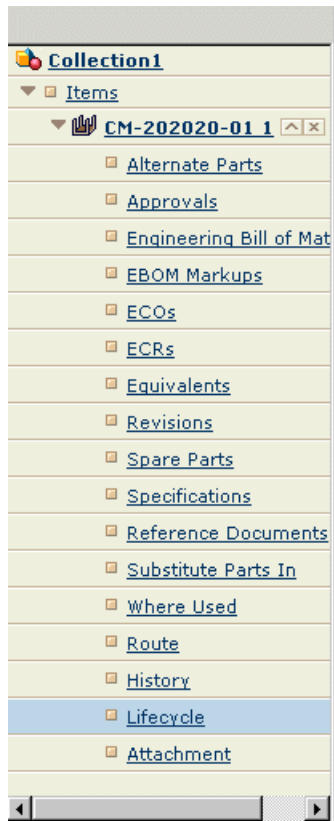 Collection1
Items
CM-202020-01 1
Alternate Parts
Approvals
Engineering Bill of Mat
EBOM Markups
ECOs
ECRs
Equivalents
Revisions
Spare Parts
Specifications
Reference Documents
Substitute Parts In
Where Used
Route
History
Lifecycle
Attachment